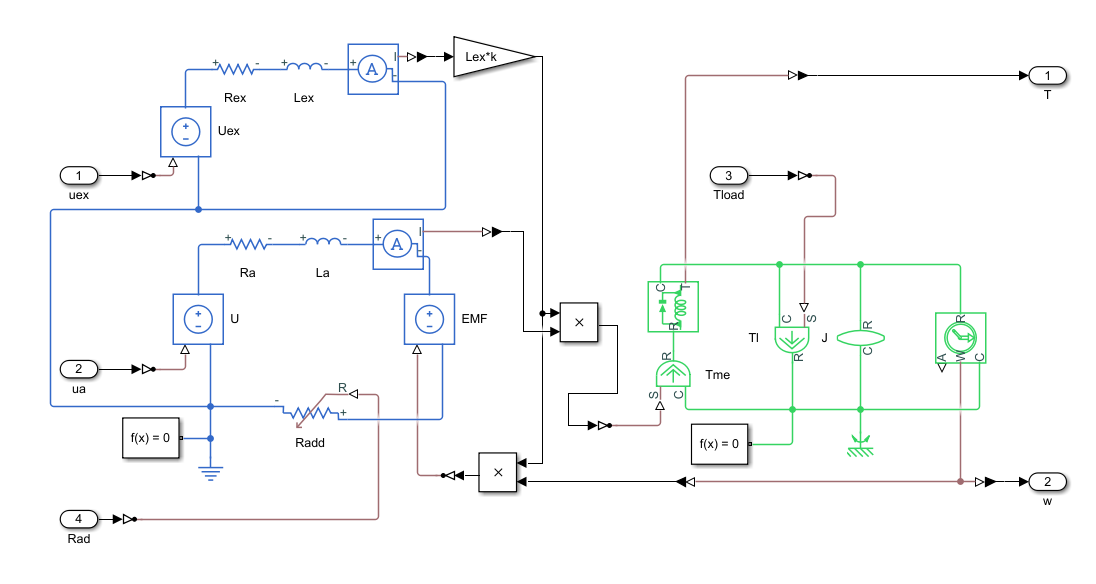 + - + - + A - I
Rex Lex
Lex*k
1
T
+ - Uex
1
uex
3
Tload
+ - + - + A - I
Ra La
+ - U
+ - EMF
×
C T
R
R
Tme
S C
C S
Tl
R
R
J
C
R
A W C
2
ua
- R +
Radd
f(x) = 0
f(x) = 0
×
2
w
4
Rad